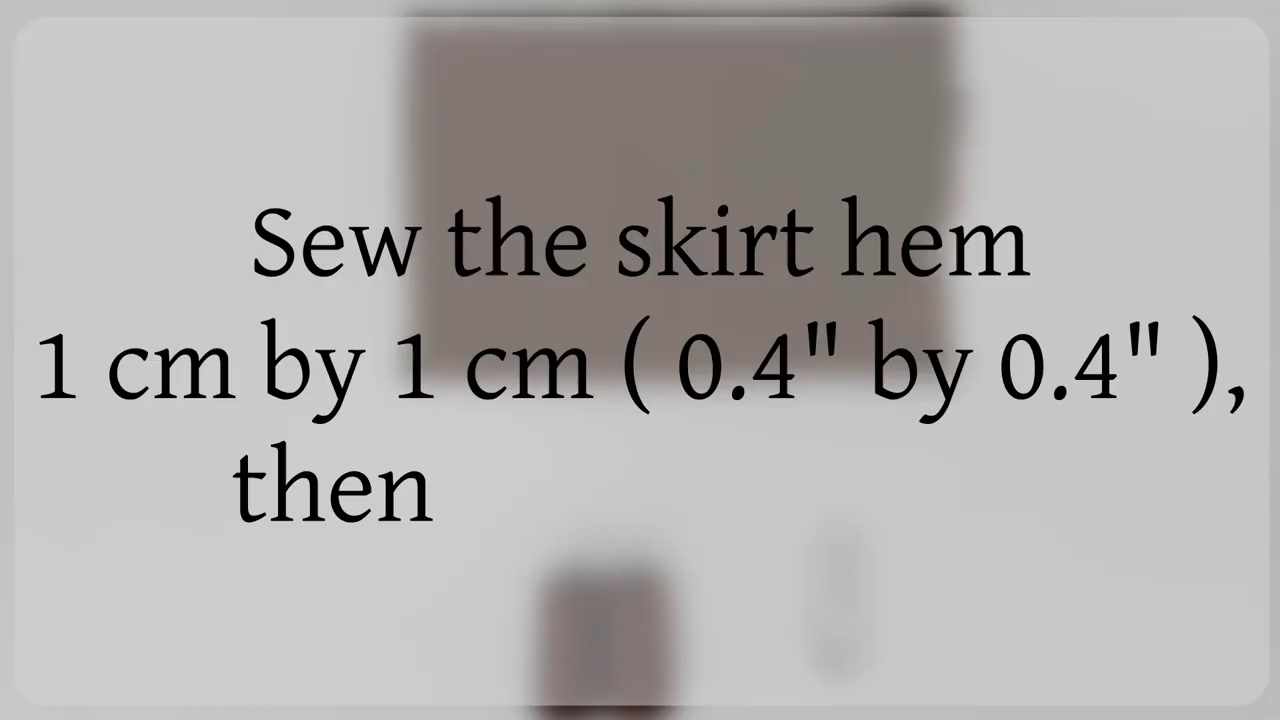 Sew the skirt hem
1 cm by 1 cm ( 0.4" by 0.4" ),
then